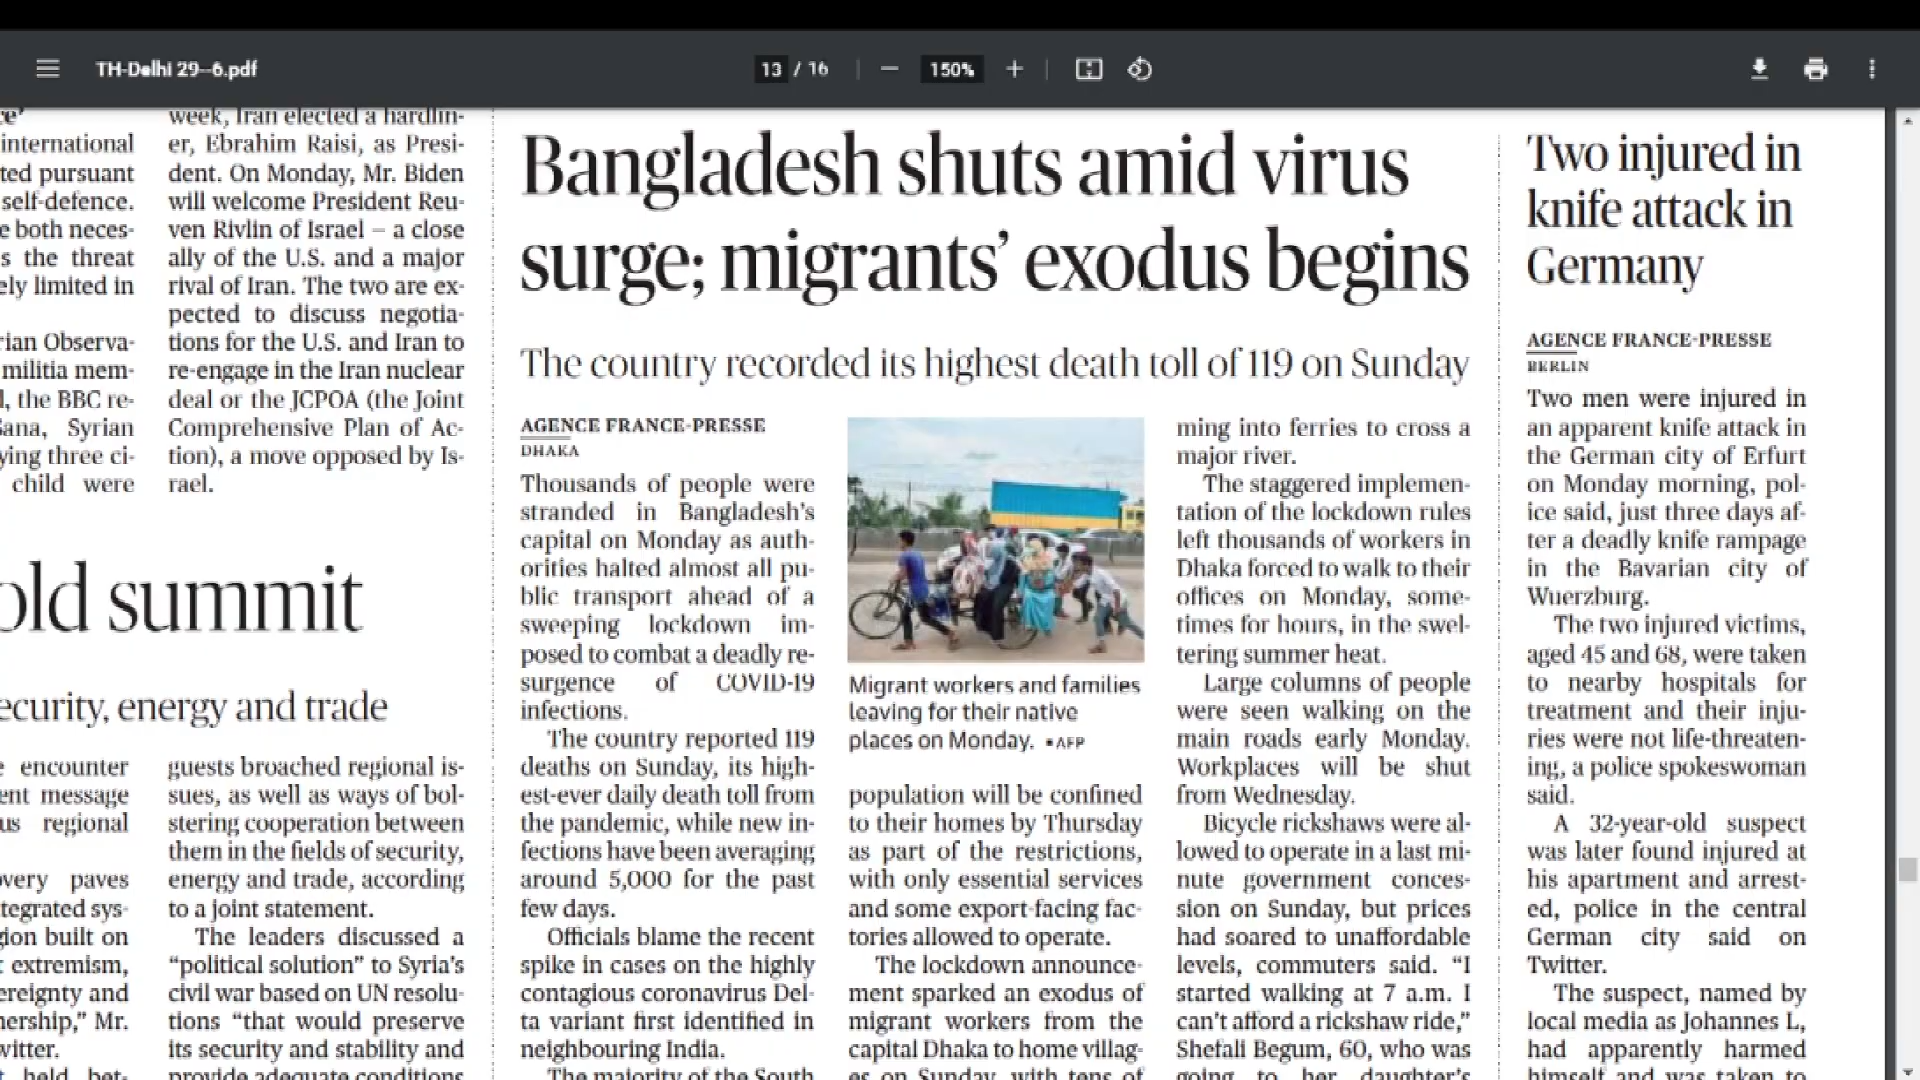 TH-Delhi 29--6.pdf
13 / 16
150%
international
pursuant
self-defence.
both neces-
the threat
limited in
Observa-
militia mem-
the BBC re-
Syrian
three ci-
child were
week, Iran elected a hardlin-
er, Ebrahim Raisi, as Presi-
dent. On Monday, Mr. Biden
will welcome President Reu-
ven Rivlin of Israel – a close
ally of the U.S. and a major
rival of Iran. The two are ex-
pected to discuss negotia-
tions for the U.S. and Iran to
re-engage in the Iran nuclear
deal or the JCPOA (the Joint
Comprehensive Plan of Ac-
tion), a move opposed by Is-
rael.
old summit
ecurity, energy and trade
encounter
message
regional
paves
sys-
built on
extremism,
and
Mr.
held bet-
guests broached regional is-
sues, as well as ways of bol-
stering cooperation between
them in the fields of security,
energy and trade, according
to a joint statement.
The leaders discussed a
“political solution” to Syria’s
civil war based on UN resolu-
tions “that would preserve
its security and stability and
provide adequate conditions
Bangladesh shuts amid virus
surge; migrants’ exodus begins
The country recorded its highest death toll of 119 on Sunday
AGENCE FRANCE-PRESSE
DHAKA
Thousands of people were
stranded in Bangladesh’s
capital on Monday as auth-
orities halted almost all pu-
blic transport ahead of a
sweeping lockdown im-
posed to combat a deadly re-
surgence of COVID-19
infections.
The country reported 119
deaths on Sunday, its high-
est-ever daily death toll from
the pandemic, while new in-
fections have been averaging
around 5,000 for the past
few days.
Officials blame the recent
spike in cases on the highly
contagious coronavirus Del-
ta variant first identified in
neighbouring India.
The majority of the South
Migrant workers and families
leaving for their native
places on Monday. ▪AFP
population will be confined
to their homes by Thursday
as part of the restrictions,
with only essential services
and some export-facing fac-
tories allowed to operate.
The lockdown announce-
ment sparked an exodus of
migrant workers from the
capital Dhaka to home villag-
es on Sunday, with tens of
ming into ferries to cross a
major river.
The staggered implemen-
tation of the lockdown rules
left thousands of workers in
Dhaka forced to walk to their
offices on Monday, some-
times for hours, in the swel-
tering summer heat.
Large columns of people
were seen walking on the
main roads early Monday.
Workplaces will be shut
from Wednesday.
Bicycle rickshaws were al-
lowed to operate in a last mi-
nute government conces-
sion on Sunday, but prices
had soared to unaffordable
levels, commuters said. “I
started walking at 7 a.m. I
can’t afford a rickshaw ride,”
Shefali Begum, 60, who was
going to her daughter’s
Two injured in
knife attack in
Germany
AGENCE FRANCE-PRESSE
BERLIN
Two men were injured in
an apparent knife attack in
the German city of Erfurt
on Monday morning, pol-
ice said, just three days af-
ter a deadly knife rampage
in the Bavarian city of
Wuerzburg.
The two injured victims,
aged 45 and 68, were taken
to nearby hospitals for
treatment and their inju-
ries were not life-threaten-
ing, a police spokeswoman
said.
A 32-year-old suspect
was later found injured at
his apartment and arrest-
ed, police in the central
German city said on
Twitter.
The suspect, named by
local media as Johannes L,
had apparently harmed
himself and was taken to